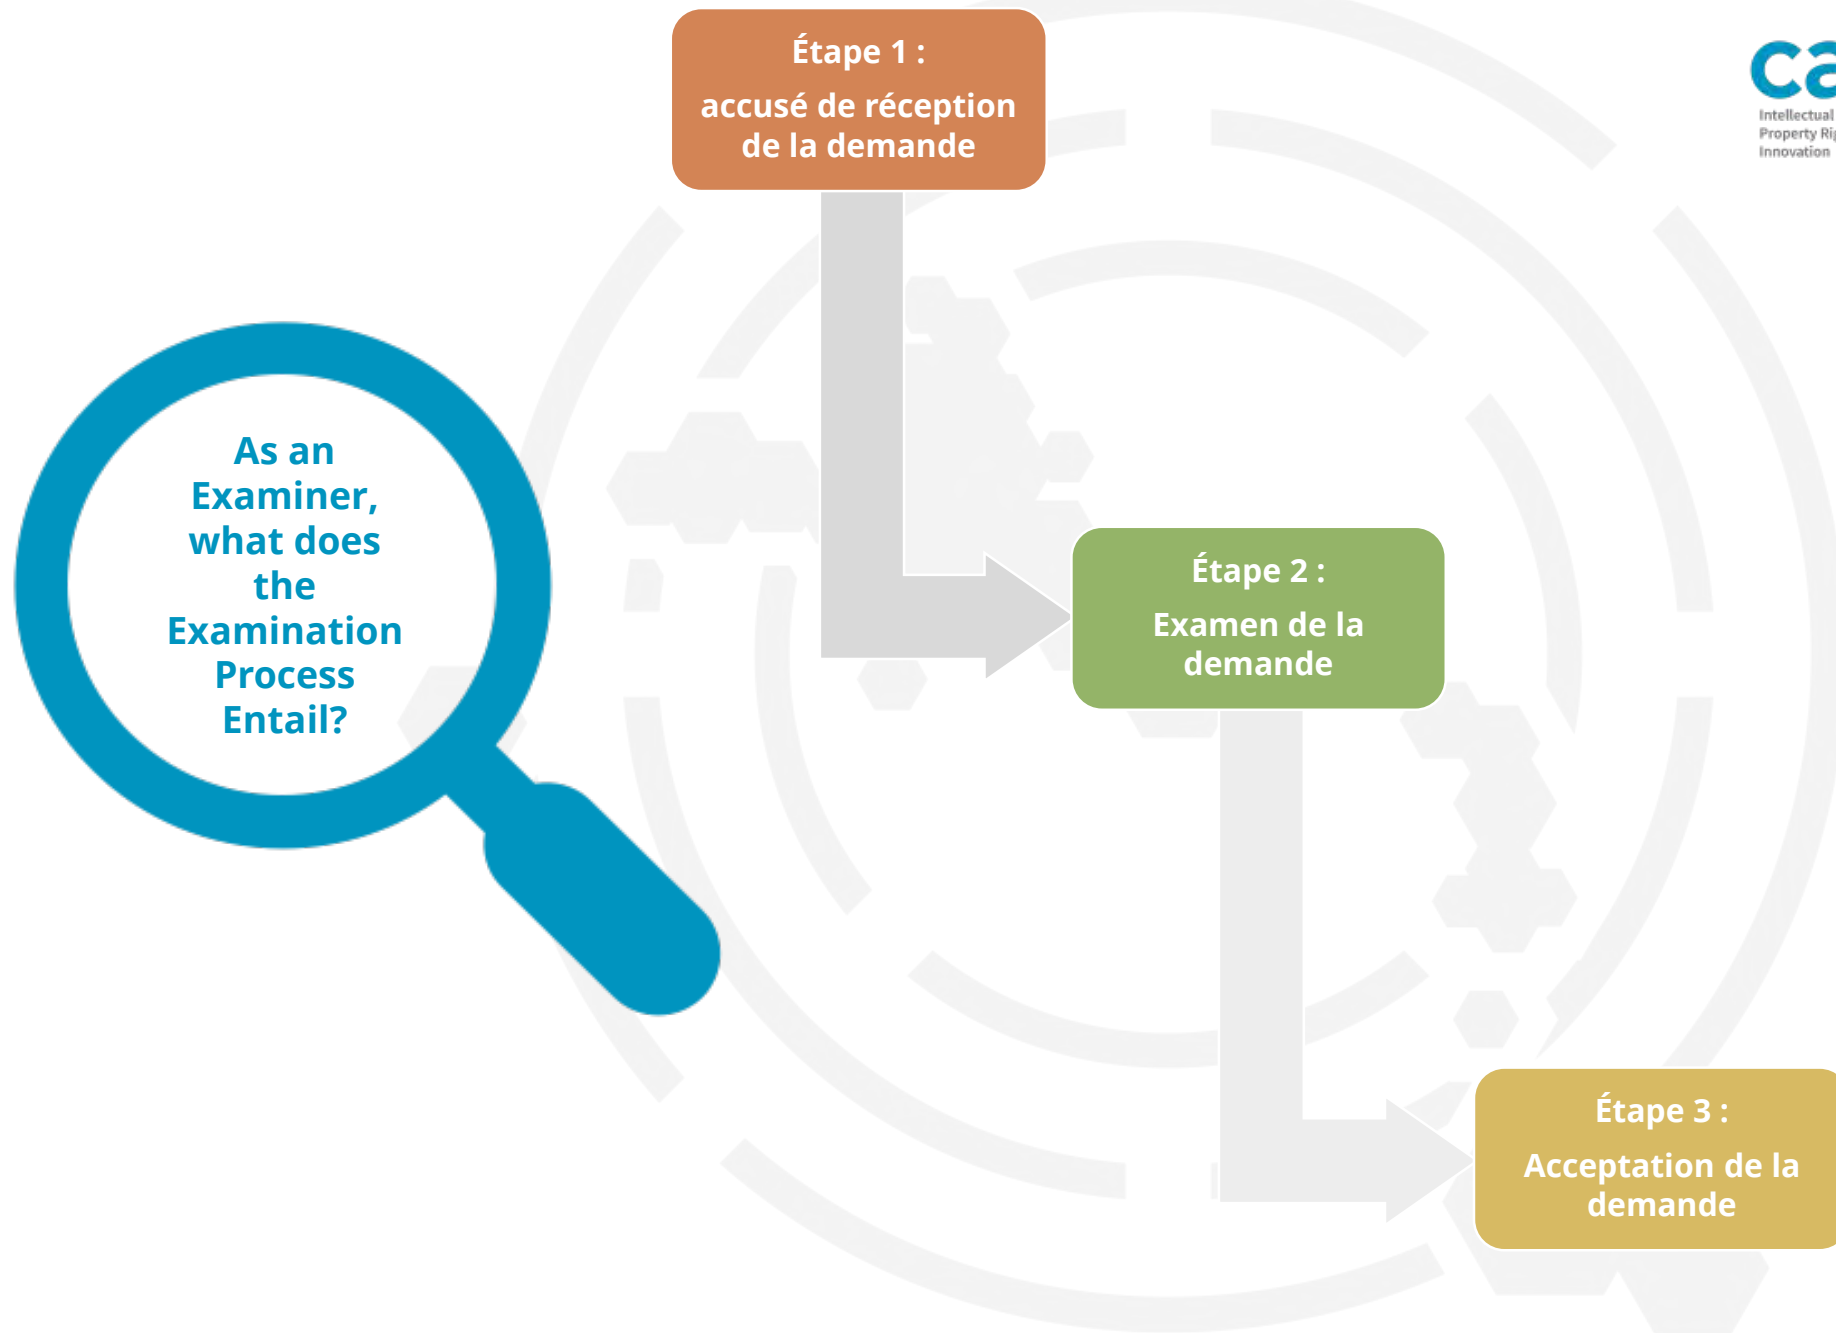 Étape 1 :
accusé de réception
de la demande
Intellectual
Property
Innovation
As an
Examiner,
what does
the
Examination
Process
Entail?
Étape 2 :
Examen de la
demande
Étape 3 :
Acceptation de la
demande